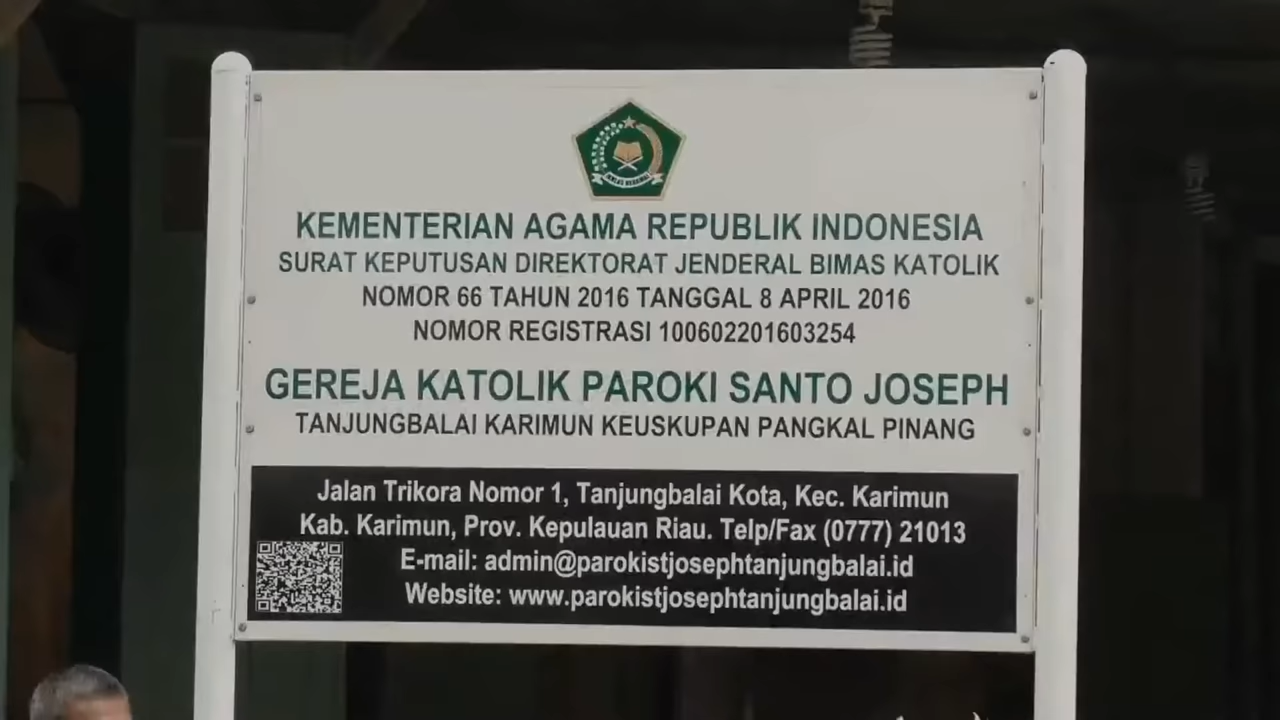 IKHLAS BERAMAL
KEMENTERIAN AGAMA REPUBLIK INDONESIA
SURAT KEPUTUSAN DIREKTORAT JENDERAL BIMAS KATOLIK
NOMOR 66 TAHUN 2016 TANGGAL 8 APRIL 2016
NOMOR REGISTRASI 100602201603254
GEREJA KATOLIK PAROKI SANTO JOSEPH
TANJUNGBALAI KARIMUN KEUSKUPAN PANGKAL PINANG
Jalan Trikora Nomor 1, Tanjungbalai Kota, Kec. Karimun
Kab. Karimun, Prov. Kepulauan Riau. Telp/Fax (0777) 21013
E-mail: admin@parokistjosephtanjungbalai.id
Website: www.parokistjosephtanjungbalai.id